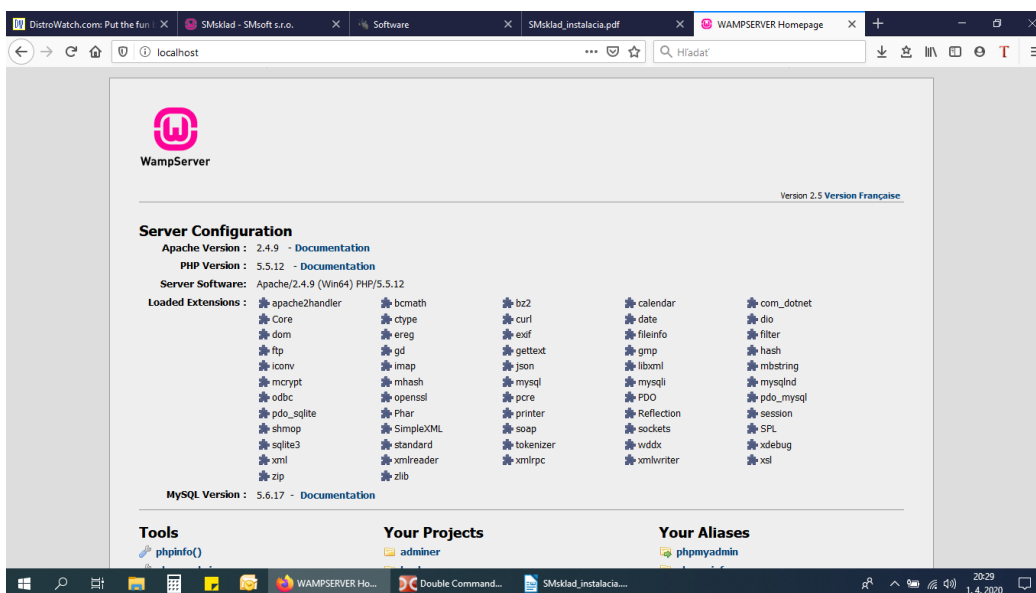 DistroWatch.com: Put the fun
SMsklad - SMsoft s.r.o.
Software
SMsklad_instalacia.pdf
WAMPSERVER Homepage
localhost
Hľadať
WampServer
Version 2.5 Version Française
Server Configuration
Apache Version : 2.4.9 - Documentation
PHP Version : 5.5.12 - Documentation
Server Software: Apache/2.4.9 (Win64) PHP/5.5.12
Loaded Extensions : apache2handler bcmath bz2 calendar com_dotnet
Core ctype curl date dio
dom ereg exif fileinfo filter
ftp gd gettext gmp hash
iconv imap json libxml mbstring
mcrypt mhash mysql mysqli mysqlnd
odbc openssl pcre PDO pdo_mysql
pdo_sqlite Phar printer Reflection session
shmop SimpleXML soap sockets SPL
sqlite3 standard tokenizer wddx xdebug
xml xmlreader xmlrpc xmlwriter xsl
zip zlib
MySQL Version : 5.6.17 - Documentation
Tools Your Projects Your Aliases
phpinfo() adminer phpmyadmin
WAMPSERVER Ho...
Double Command...
SMsklad_instalacia....
20:29
1. 4. 2020